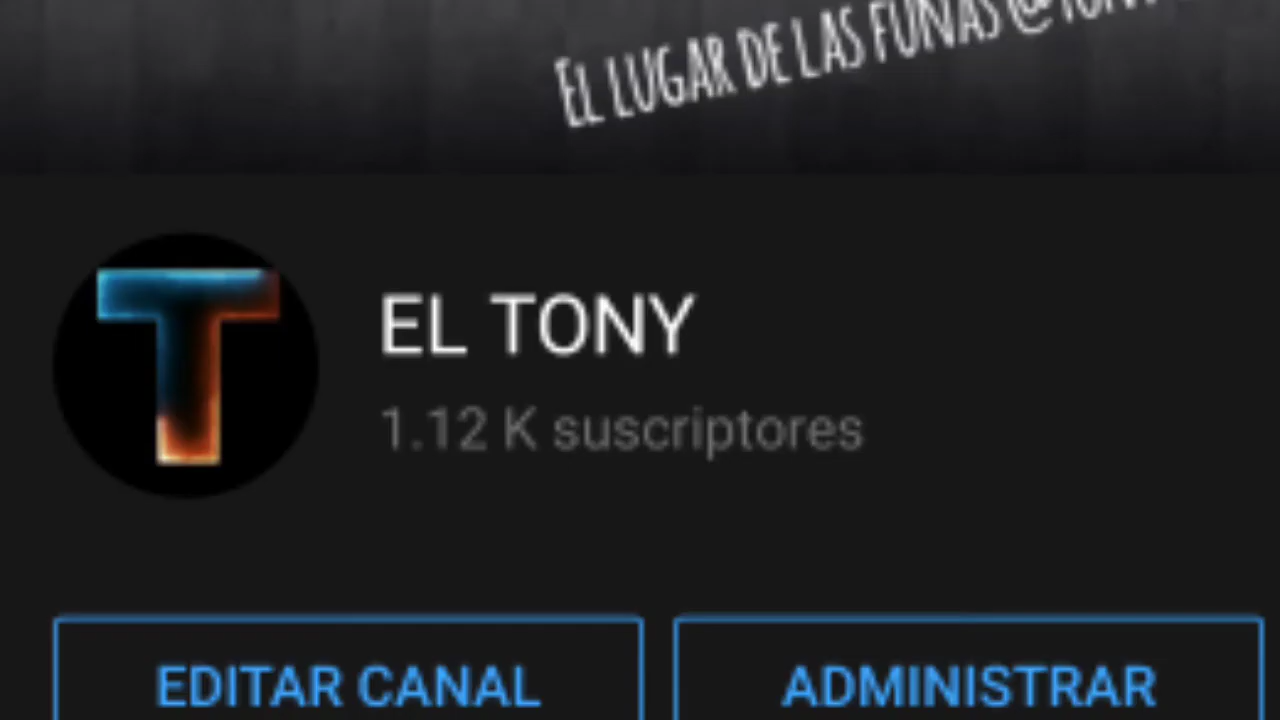 EL LUGAR DE LAS FUNAS
T
EL TONY
1.12 K suscriptores
EDITAR CANAL
ADMINISTRAR